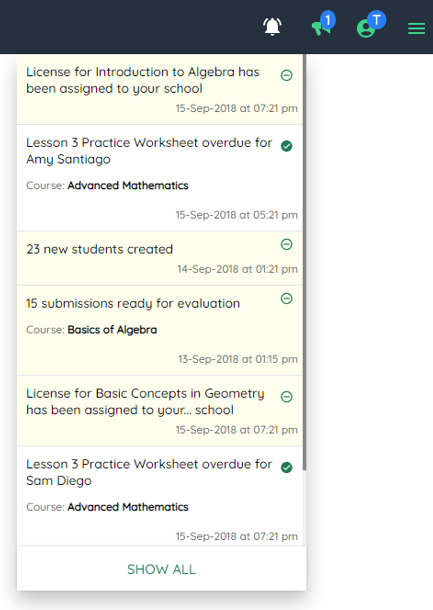 1
T
License for Introduction to Algebra has
been assigned to your school
15-Sep-2018 at 07:21 pm
Lesson 3 Practice Worksheet overdue for
Amy Santiago
Course: Advanced Mathematics
15-Sep-2018 at 05:21 pm
23 new students created
14-Sep-2018 at 01:21 pm
15 submissions ready for evaluation
Course: Basics of Algebra
13-Sep-2018 at 01:15 pm
License for Basic Concepts in Geometry
has been assigned to your... school
15-Sep-2018 at 07:21 pm
Lesson 3 Practice Worksheet overdue for
Sam Diego
Course: Advanced Mathematics
15-Sep-2018 at 07:21 pm
SHOW ALL